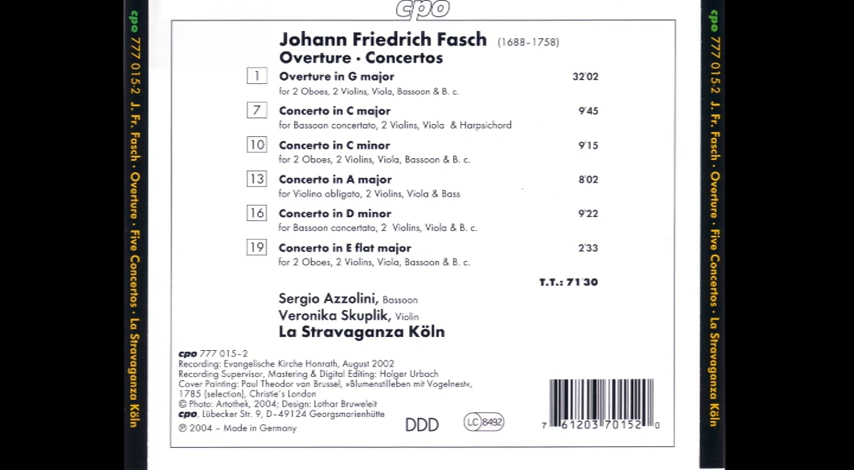 cpo
Johann Friedrich Fasch (1688–1758)
Overture · Concertos
1 Overture in G major 32'02
for 2 Oboes, 2 Violins, Viola, Bassoon & B. c.
7 Concerto in C major 9'45
for Bassoon concertato, 2 Violins, Viola & Harpsichord
10 Concerto in C minor 9'15
for 2 Oboes, 2 Violins, Viola, Bassoon & B. c.
13 Concerto in A major 8'02
for Violino obligato, 2 Violins, Viola & Bass
16 Concerto in D minor 9'22
for Bassoon concertato, 2 Violins, Viola & B. c.
19 Concerto in E flat major 2'33
for 2 Oboes, 2 Violins, Viola, Bassoon & B. c.
T.T.: 71'30
Sergio Azzolini, Bassoon
Veronika Skuplik, Violin
La Stravaganza Köln
cpo 777 015–2
Recording: Evangelische Kirche Honrath, August 2002
Recording Supervisor, Mastering & Digital Editing: Holger Urbach
Cover Painting: Paul Theodor van Brussel, »Blumenstilleben mit Vogelnest«,
1785 (selection), Christie's London
© Photo: Artothek, 2004; Design: Lothar Bruweleit
cpo, Lübecker Str. 9, D–49124 Georgsmarienhütte
℗ 2004 – Made in Germany
DDD
LC 8492
7 61203 70152 0
cpo 777 015-2 J. Fr. Fasch · Overture · Five Concertos · La Stravaganza Köln
cpo 777 015-2 J. Fr. Fasch · Overture · Five Concertos · La Stravaganza Köln